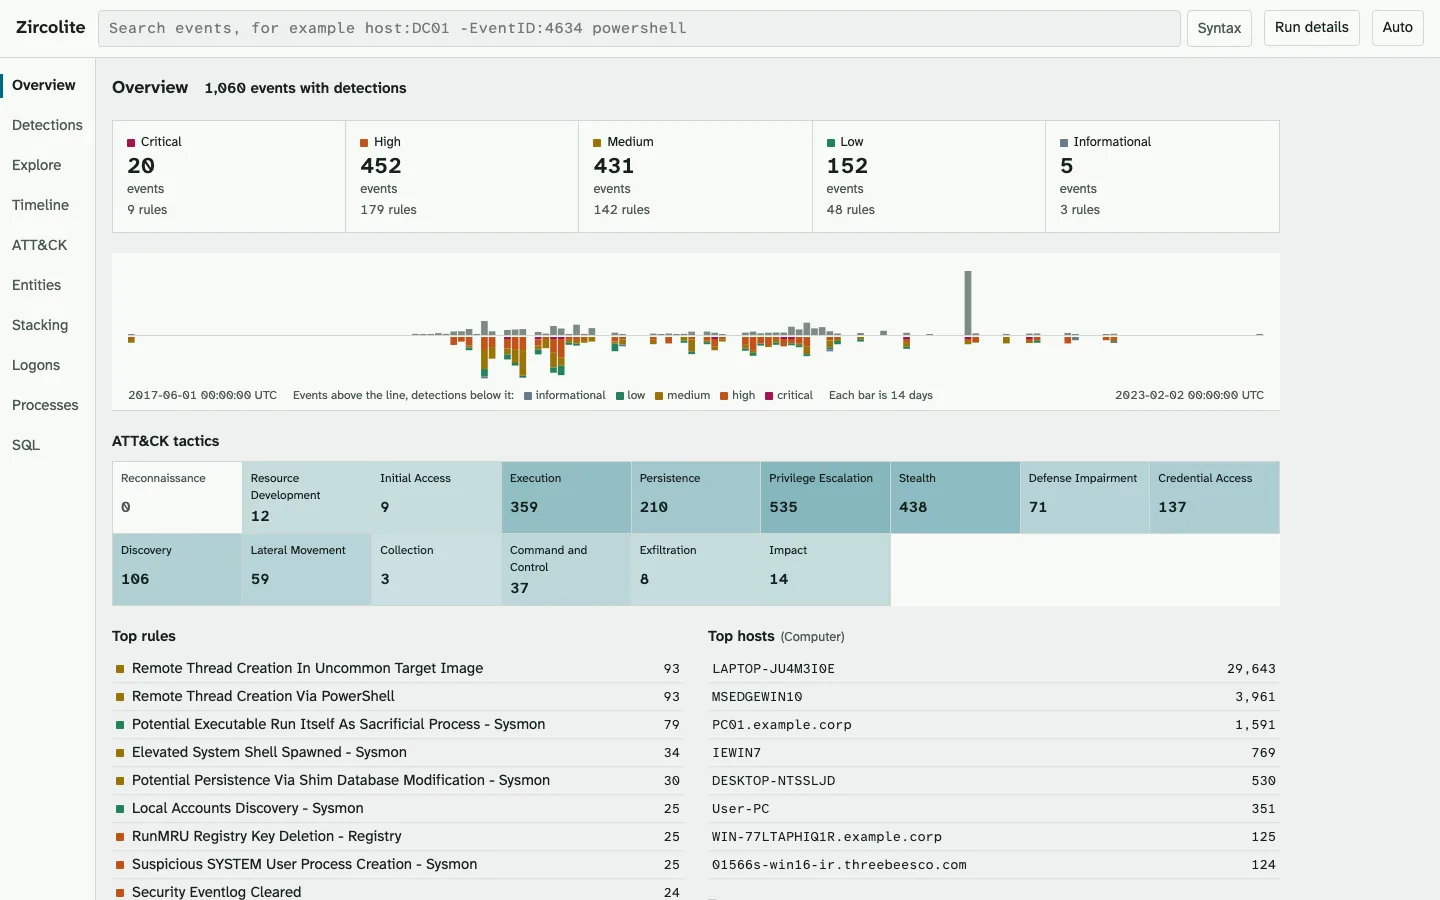 Zircolite
Search events, for example host:DC01 -EventID:4634 powershell
Syntax
Run details
Auto
Overview
Detections
Explore
Timeline
ATT&CK
Entities
Stacking
Logons
Processes
SQL
Overview 1,060 events with detections
Critical
20
events
9 rules
High
452
events
179 rules
Medium
431
events
142 rules
Low
152
events
48 rules
Informational
5
events
3 rules
2017-06-01 00:00:00 UTC Events above the line, detections below it: informational low medium high critical Each bar is 14 days 2023-02-02 00:00:00 UTC
ATT&CK tactics
Reconnaissance
0
Resource
Development
12
Initial Access
9
Execution
359
Persistence
210
Privilege Escalation
535
Stealth
438
Defense Impairment
71
Credential Access
137
Discovery
106
Lateral Movement
59
Collection
3
Command and
Control
37
Exfiltration
8
Impact
14
Top rules
Remote Thread Creation In Uncommon Target Image 93
Remote Thread Creation Via PowerShell 93
Potential Executable Run Itself As Sacrificial Process - Sysmon 79
Elevated System Shell Spawned - Sysmon 34
Potential Persistence Via Shim Database Modification - Sysmon 30
Local Accounts Discovery - Sysmon 25
RunMRU Registry Key Deletion - Registry 25
Suspicious SYSTEM User Process Creation - Sysmon 25
Security Eventlog Cleared 24
Top hosts (Computer)
LAPTOP-JU4M3I0E 29,643
MSEDGEWIN10 3,961
PC01.example.corp 1,591
IEWIN7 769
DESKTOP-NTSSLJD 530
User-PC 351
WIN-77LTAPHIQ1R.example.corp 125
01566s-win16-ir.threebeesco.com 124